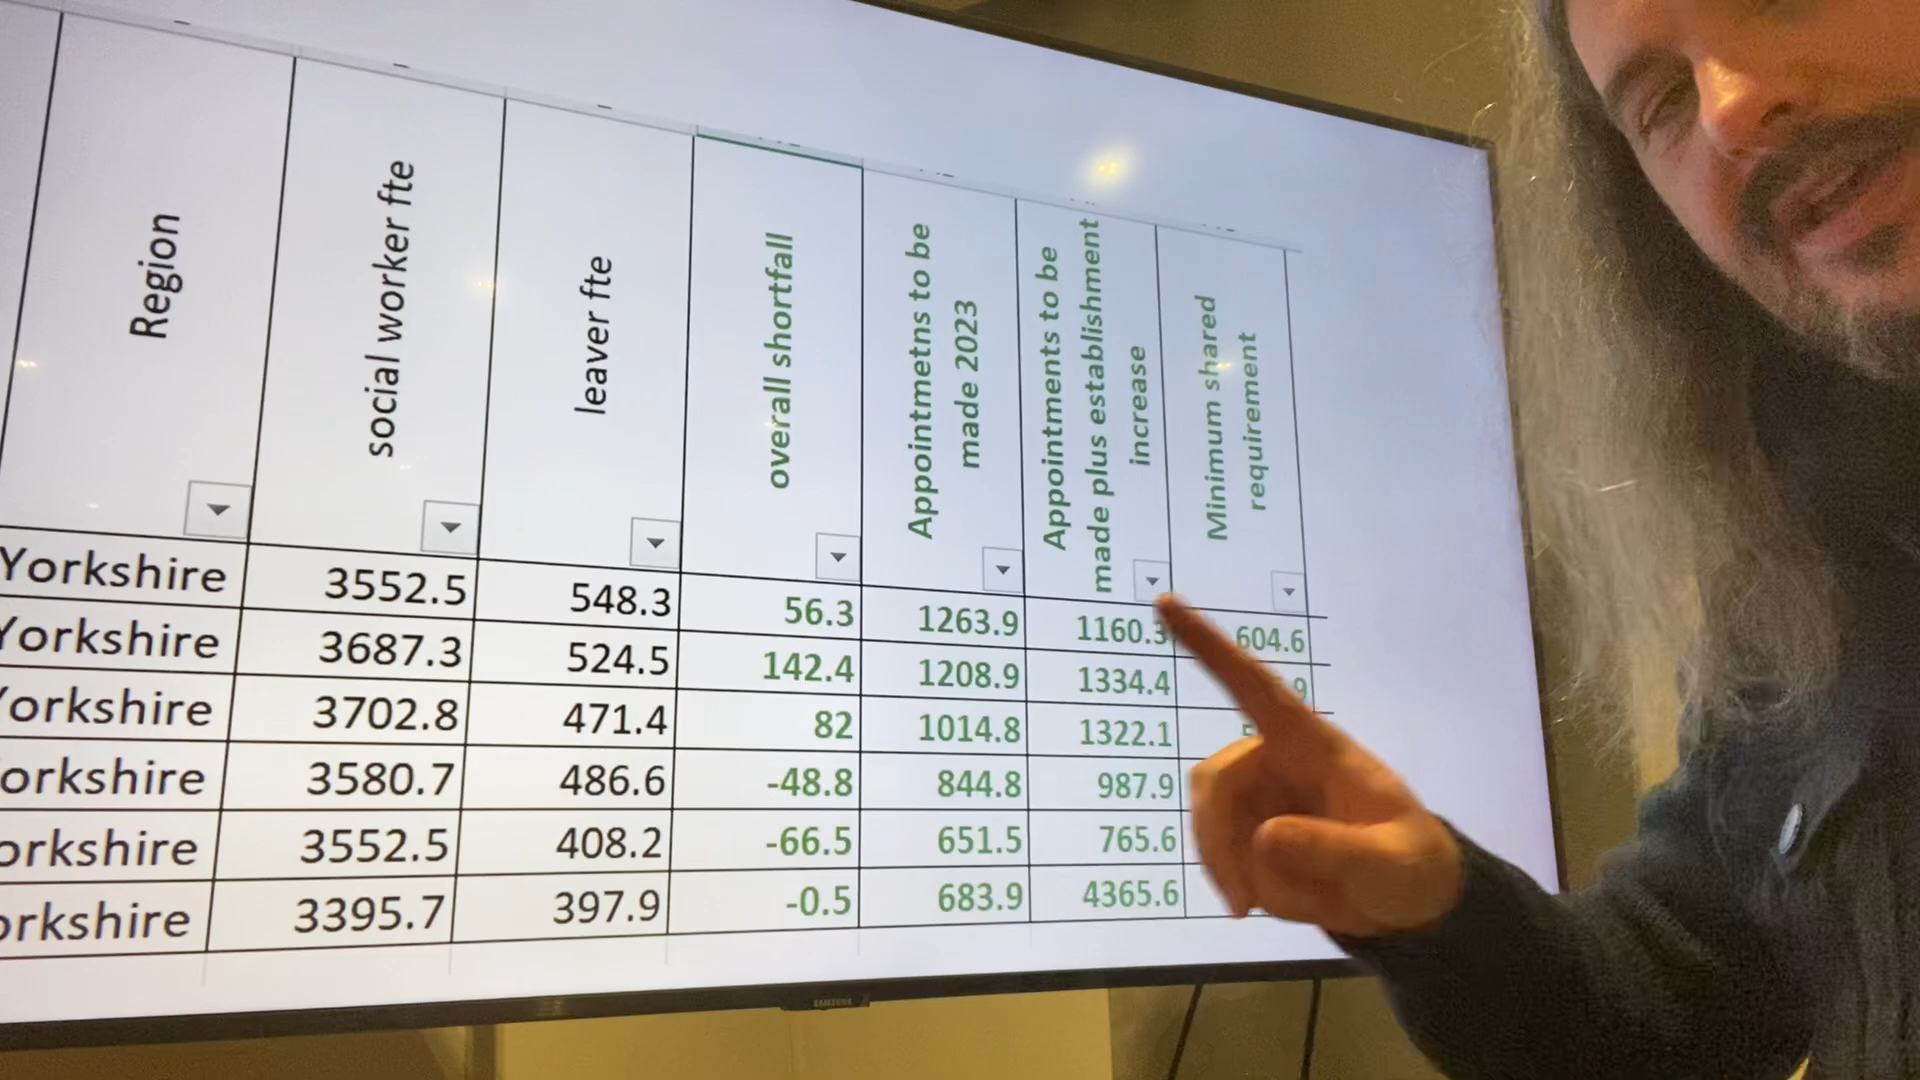 Region
social worker fte
leaver fte
overall shortfall
Appointmetns to be
made 2023
Appointments to be
made plus establishment
increase
Minimum shared
requirement
Yorkshire 3552.5 548.3 56.3 1263.9 1160.3 604.6
Yorkshire 3687.3 524.5 142.4 1208.9 1334.4
Yorkshire 3702.8 471.4 82 1014.8 1322.1
orkshire 3580.7 486.6 -48.8 844.8 987.9
orkshire 3552.5 408.2 -66.5 651.5 765.6
orkshire 3395.7 397.9 -0.5 683.9 4365.6
SAMSUNG